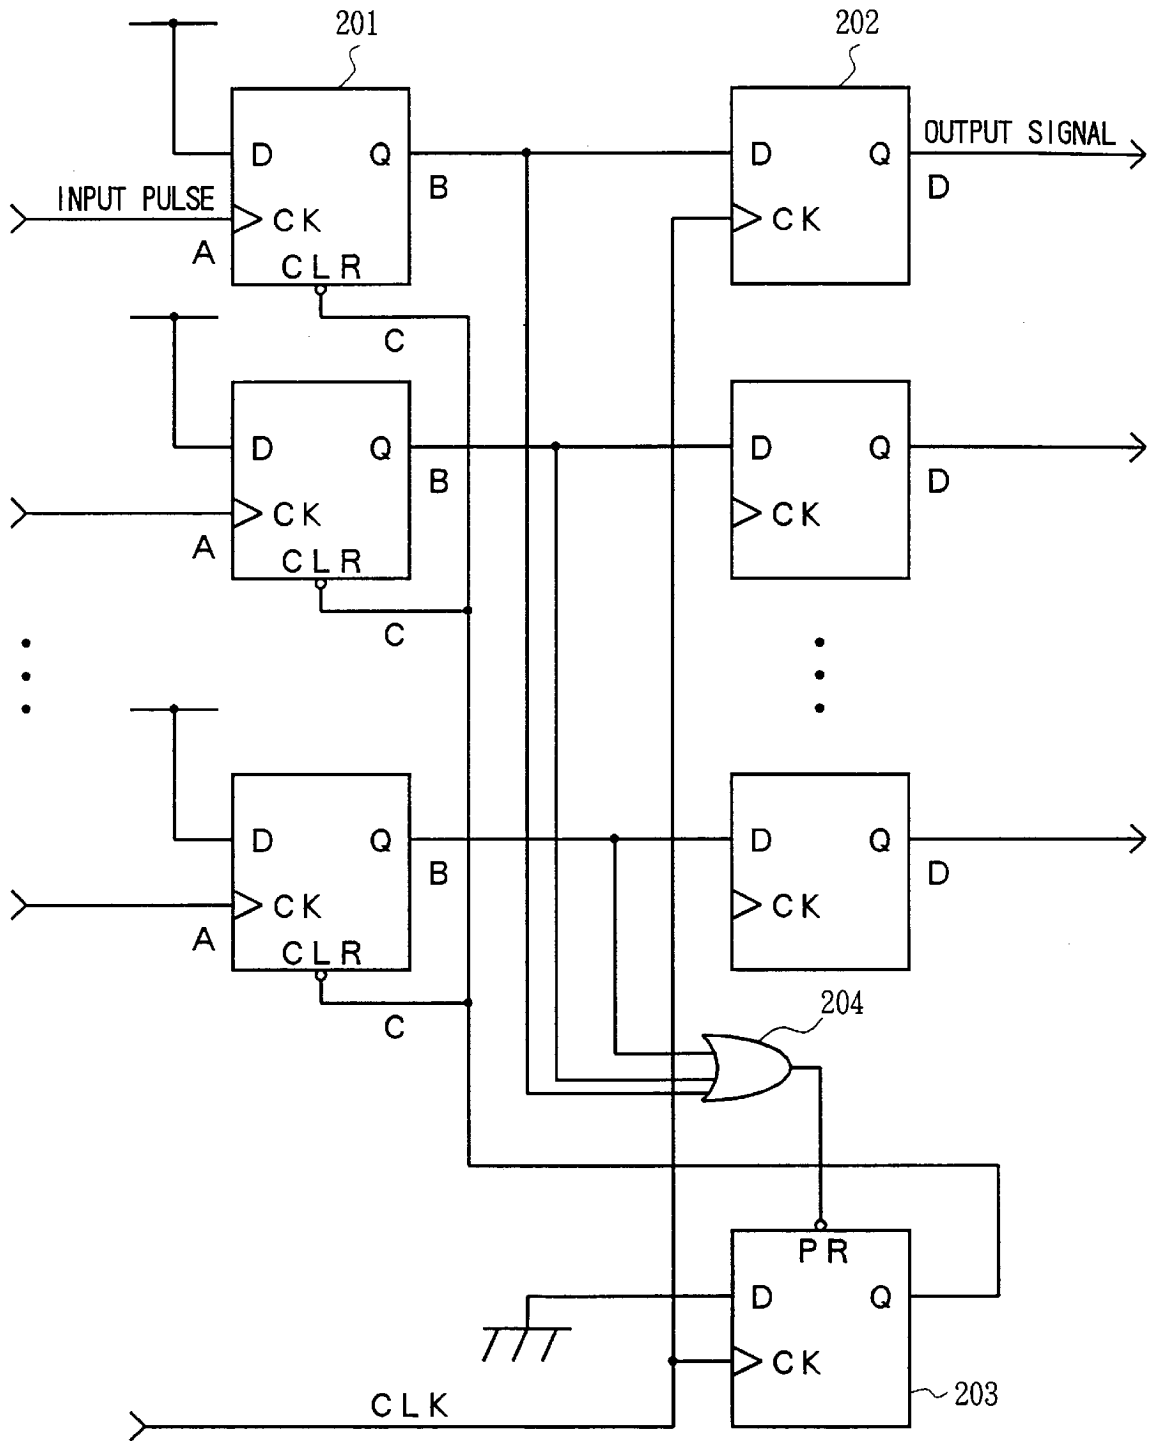 201
202
D Q
D Q
OUTPUT SIGNAL
INPUT PULSE
B
D
CK
CK
A
CLR
C
D Q
D Q
B
D
CK
CK
A
CLR
C
D Q
D Q
B
D
CK
CK
A
CLR
C
204
PR
D Q
CK
203
CLK